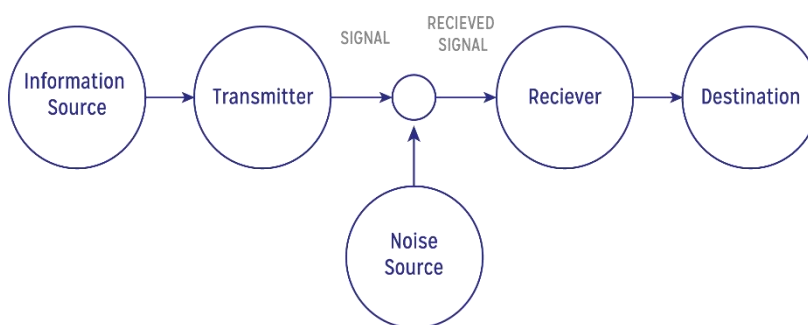 SIGNAL
RECIEVED
SIGNAL
Information
Source
Transmitter
Reciever
Destination
Noise
Source